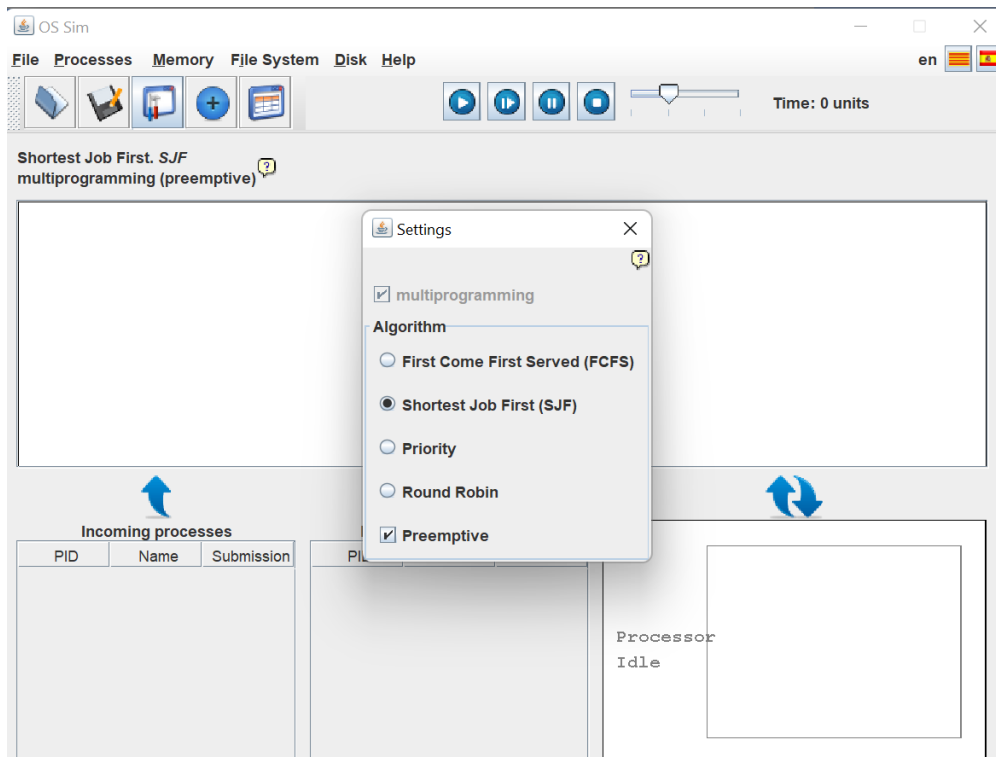 OS Sim
File Processes Memory File System Disk Help
en
Time: 0 units
Shortest Job First. SJF
multiprogramming (preemptive)
Settings
multiprogramming
Algorithm
First Come First Served (FCFS)
Shortest Job First (SJF)
Priority
Round Robin
Preemptive
Incoming processes
PID Name Submission
Processor
Idle